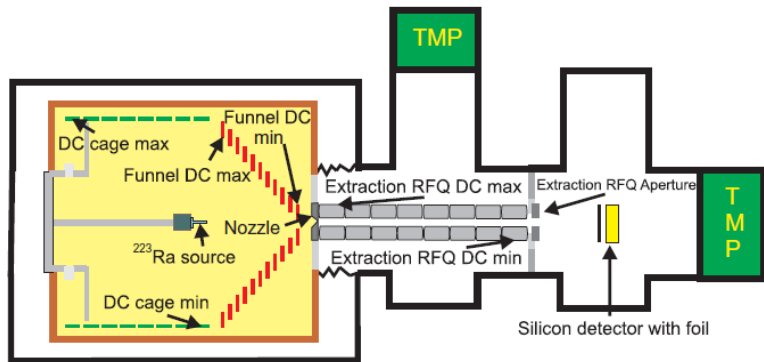 TMP
Funnel DC
min
DC cage max
Funnel DC max
Extraction RFQ DC max
Extraction RFQ Aperture
Nozzle
²²³Ra source
Extraction RFQ DC min
DC cage min
Silicon detector with foil
T
M
P